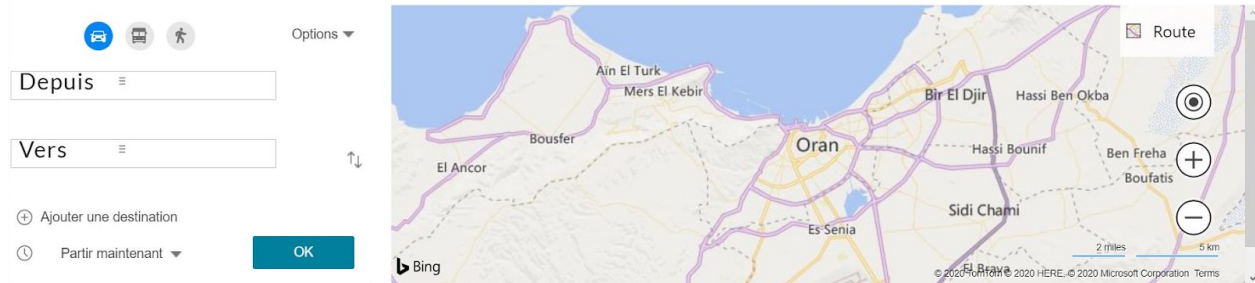 Options
Depuis
Vers
Ajouter une destination
Partir maintenant
OK
Route
Aïn El Turk
Mers El Kebir
Bir El Djir
Hassi Ben Okba
Bousfer
Oran
Hassi Bounif
Ben Freha
El Ancor
Boufatis
Sidi Chami
Es Senia
2 miles
5 km
El Braya
Bing
© 2020 TomTom © 2020 HERE, © 2020 Microsoft Corporation Terms